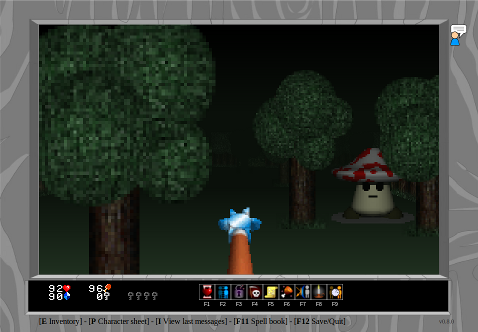 92 96
90 0
F1 F2 F3 F4 F5 F6 F7 F8 F9
[E Inventory] - [P Character sheet] - [I View last messages] - [F11 Spell book] - [F12 Save/Quit]